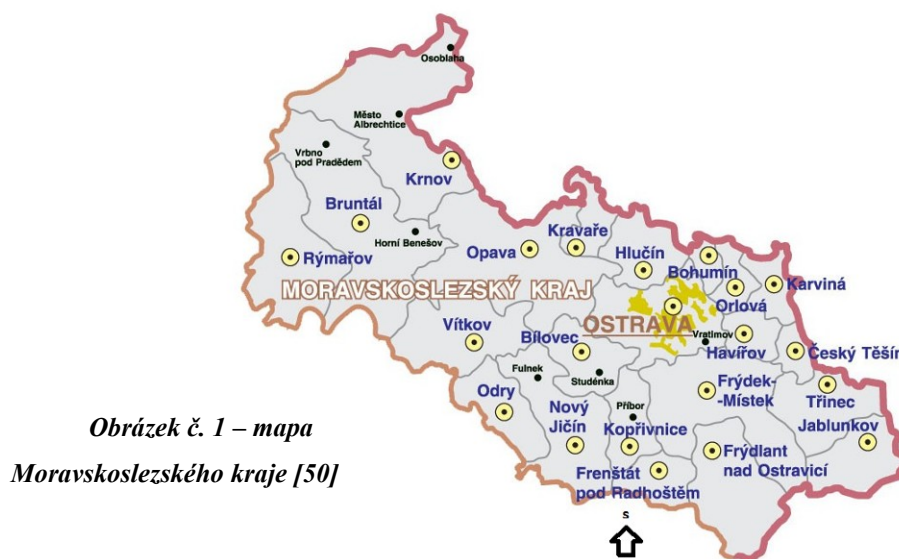 Osoblaha
Město
Albrechtice
Vrbno
pod Pradědem
Krnov
Bruntál
Horní Benešov
Rýmařov
Opava
Kravaře
Hlučín
Bohumín
Karviná
Orlová
MORAVSKOSLEZSKÝ KRAJ
OSTRAVA
Vratimov
Havířov
Český Těšín
Vítkov
Bílovec
Fulnek
Studénka
Odry
Nový
Jičín
Příbor
Kopřivnice
Frýdek-
-Místek
Třinec
Jablunkov
Frýdlant
nad Ostravicí
Frenštát
pod Radhoštěm
Obrázek č. 1 – mapa
Moravskoslezského kraje [50]
s